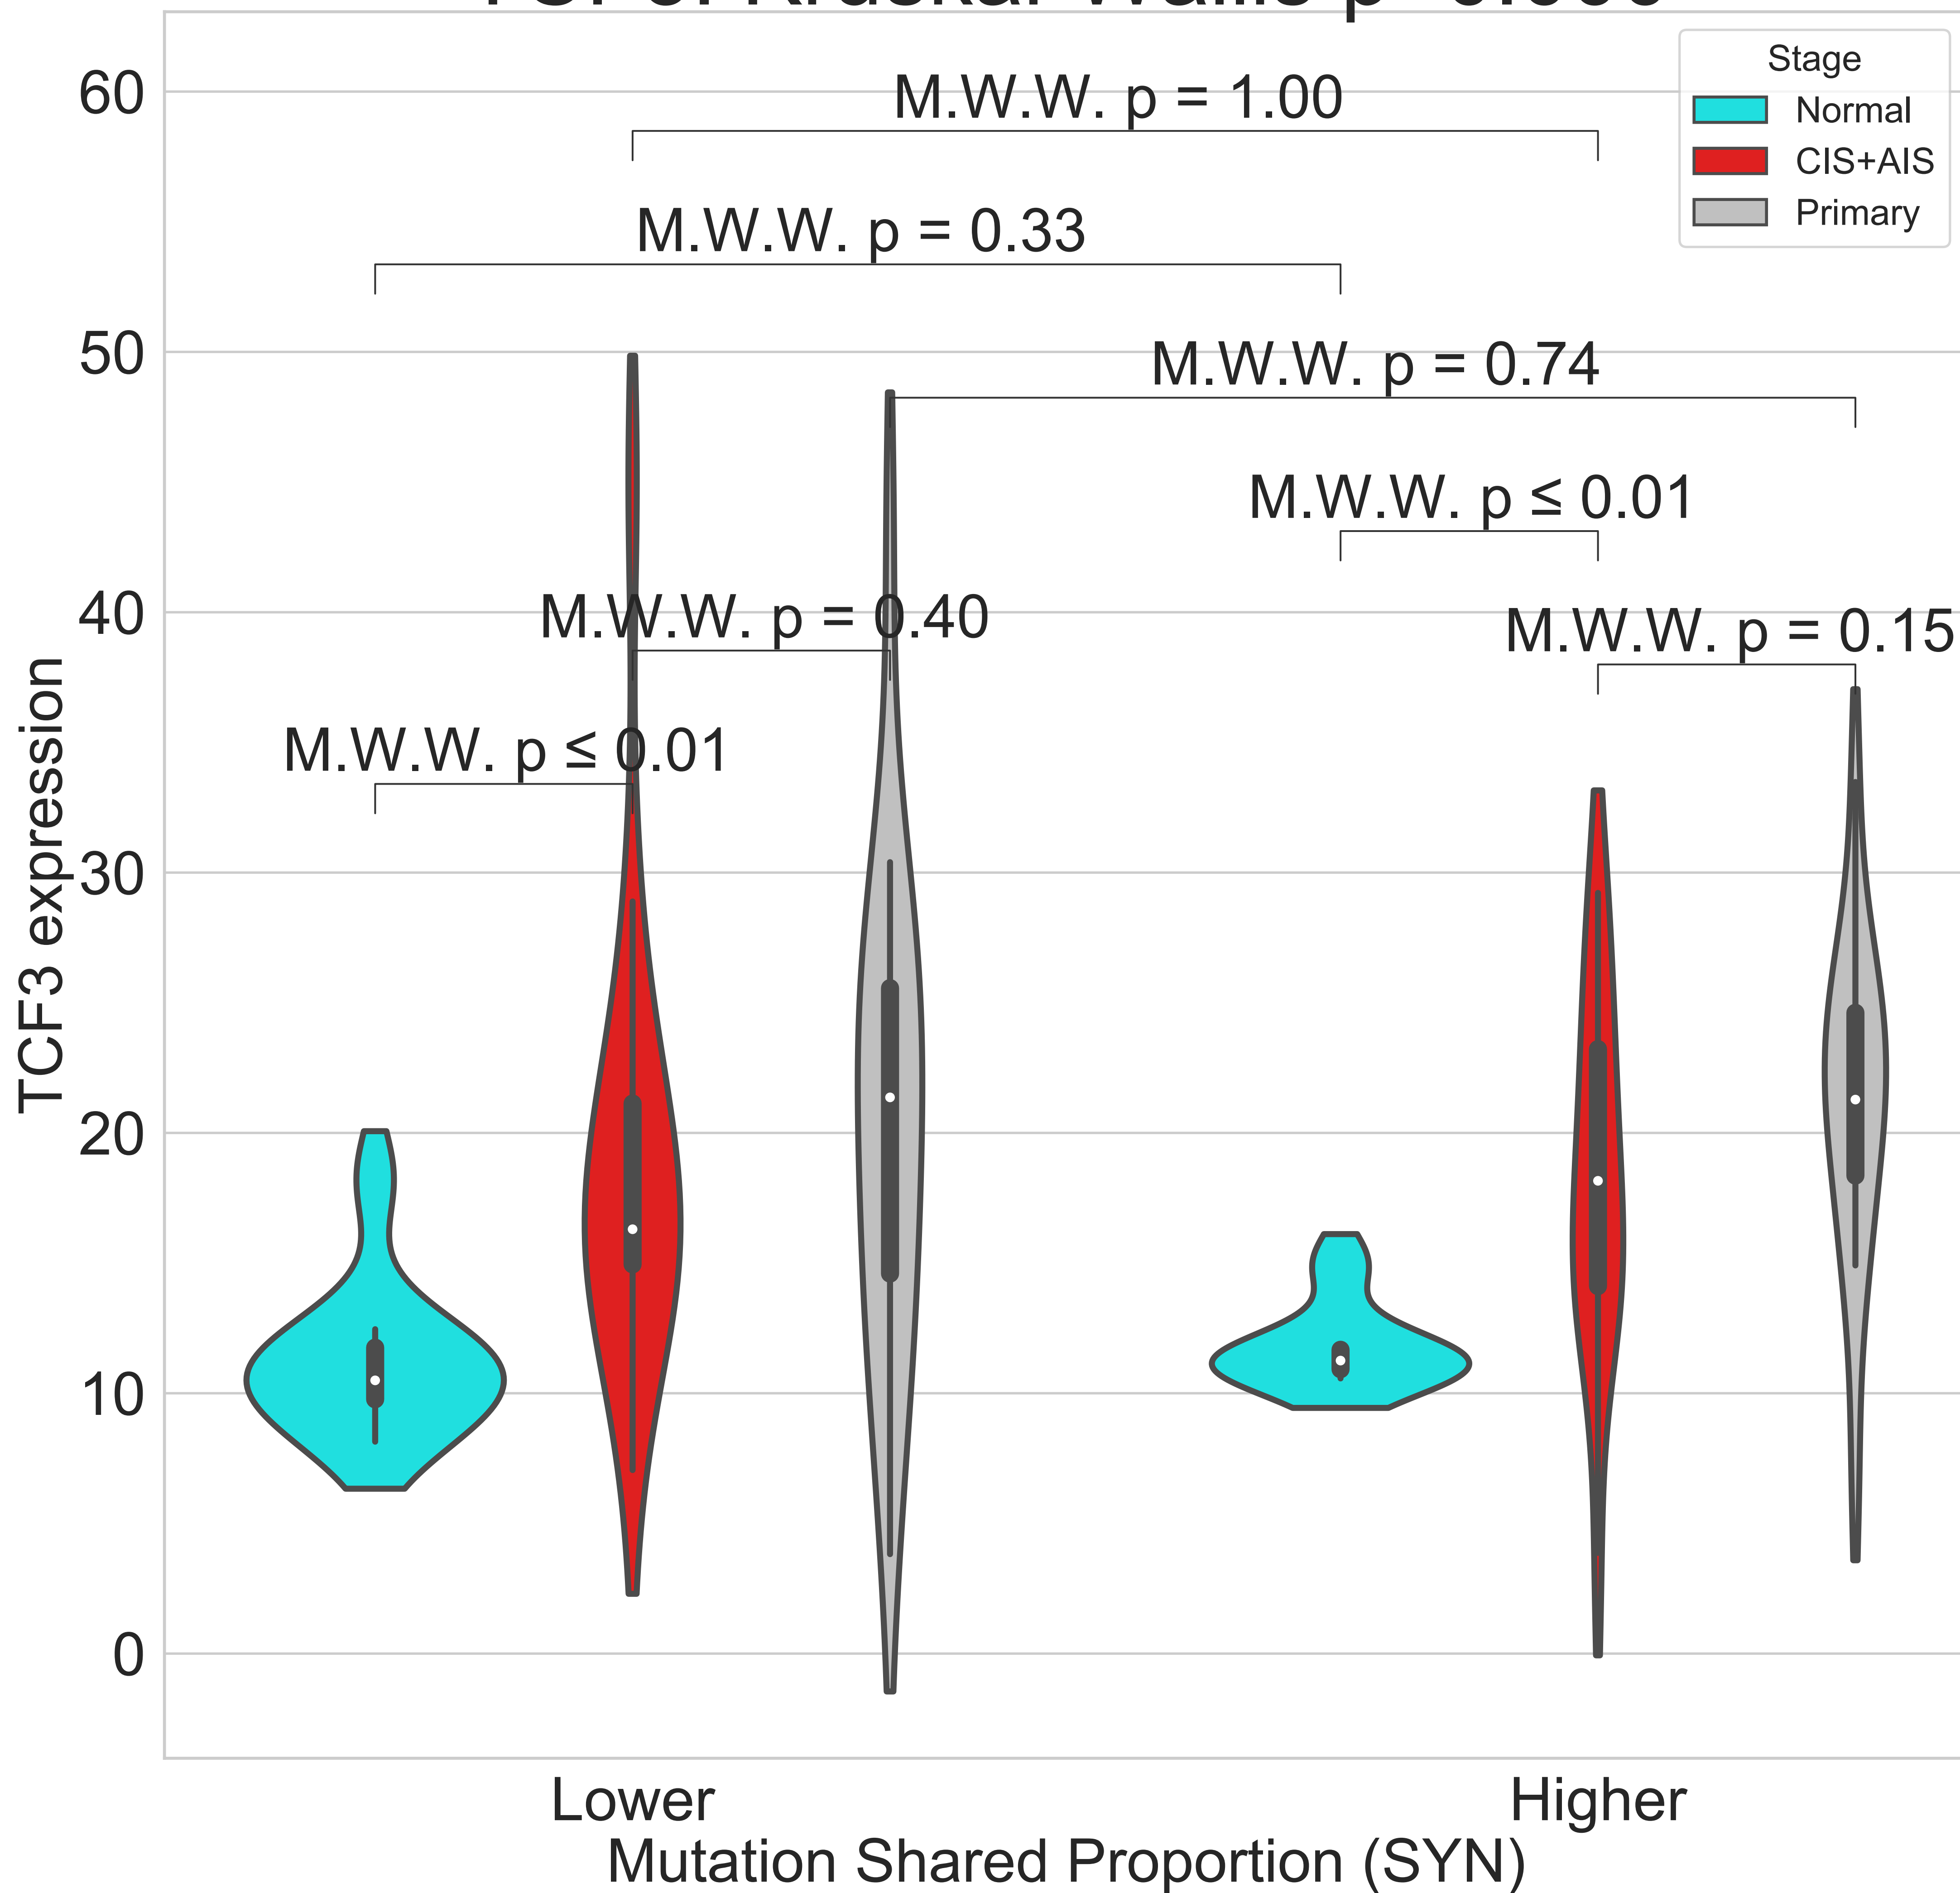 Stage
Normal
CIS+AIS
Primary
M.W.W. p = 1.00
M.W.W. p = 0.33
M.W.W. p = 0.74
M.W.W. p ≤ 0.01
M.W.W. p = 0.40
M.W.W. p = 0.15
M.W.W. p ≤ 0.01
60
50
40
30
20
10
0
TCF3 expression
Lower
Higher
Mutation Shared Proportion (SYN)